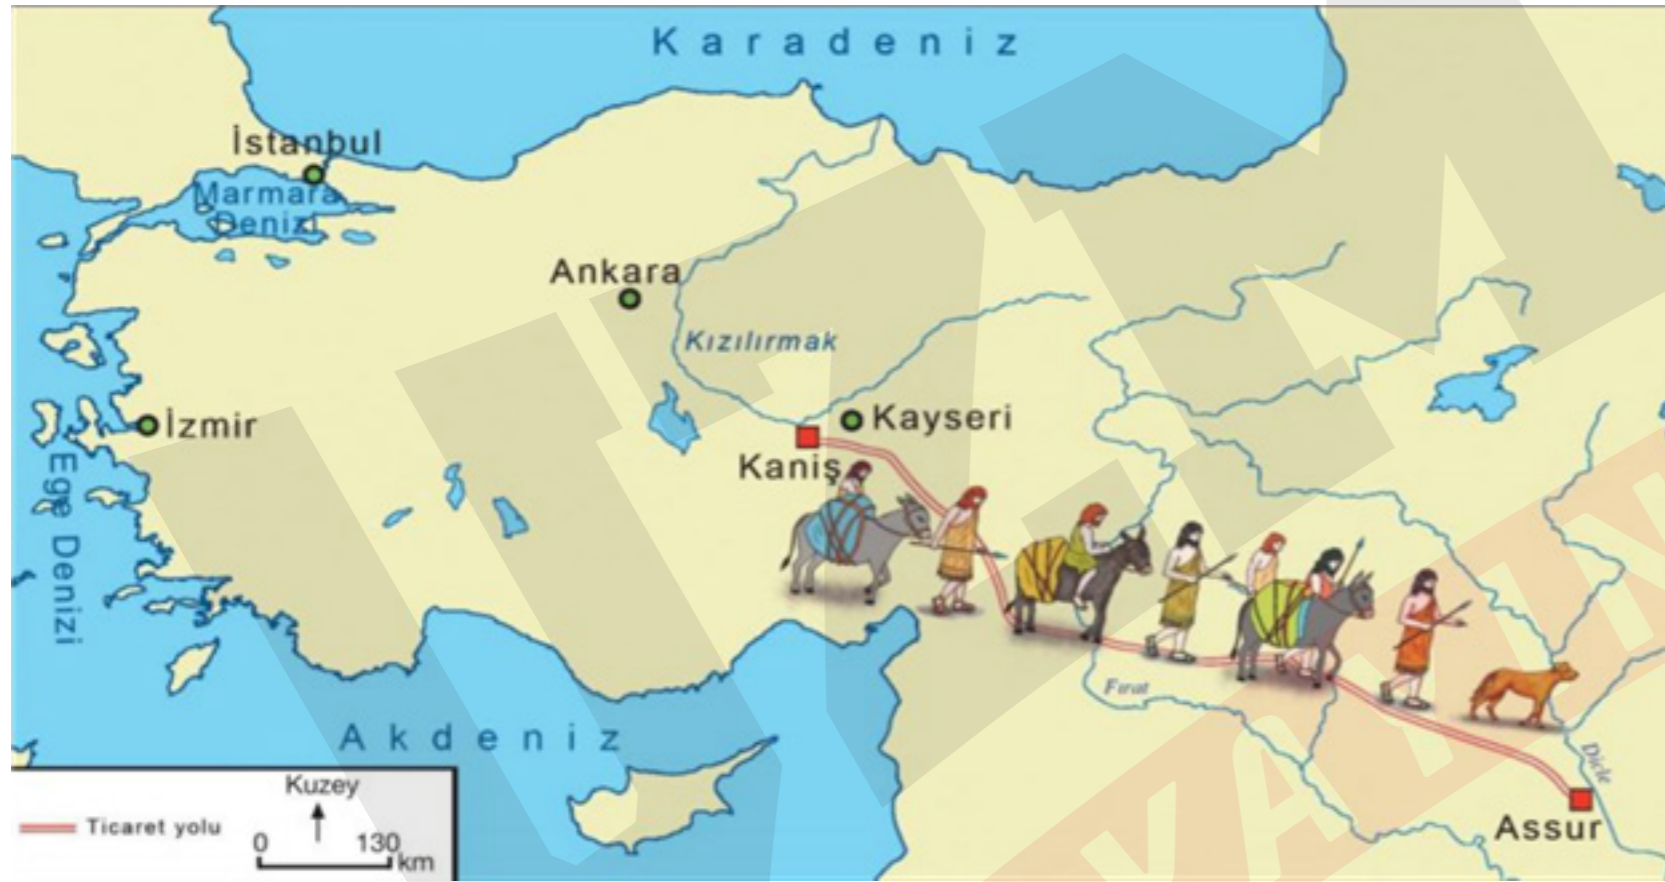 Karadeniz
İstanbul
Marmara
Denizi
Ankara
Kızılırmak
İzmir
Kayseri
Kaniş
Ege Denizi
Fırat
Dicle
Akdeniz
Assur
Kuzey
Ticaret yolu
0 130
km